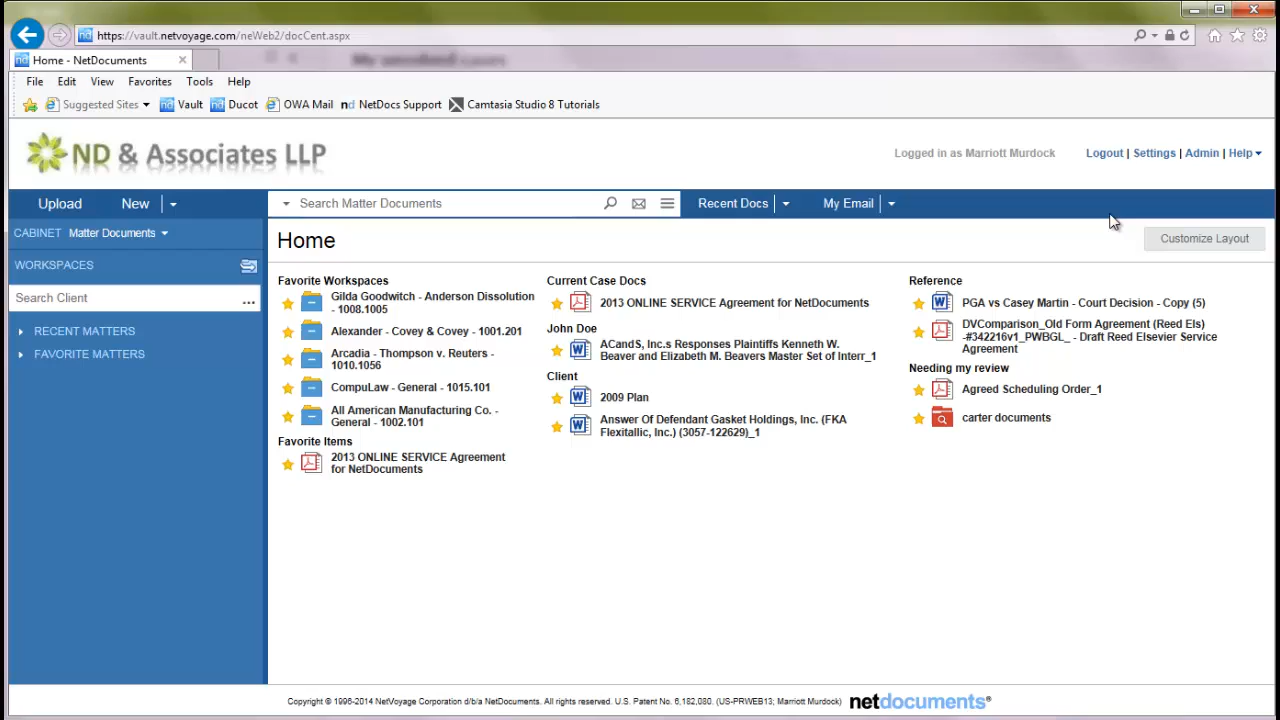 https://vault.netvoyage.com/neWeb2/docCent.aspx
nd Home - NetDocuments
My unonloed
File Edit View Favorites Tools Help
Suggested Sites nd Vault nd Ducot OWA Mail nd NetDocs Support Camtasia Studio 8 Tutorials
ND & Associates LLP
Logged in as Marriott Murdock Logout | Settings | Admin | Help
Upload New Search Matter Documents Recent Docs My Email
CABINET Matter Documents
Home
Customize Layout
WORKSPACES
Search Client ...
RECENT MATTERS
FAVORITE MATTERS
Favorite Workspaces
Gilda Goodwitch - Anderson Dissolution
- 1008.1005
Alexander - Covey & Covey - 1001.201
Arcadia - Thompson v. Reuters -
1010.1056
CompuLaw - General - 1015.101
All American Manufacturing Co. -
General - 1002.101
Favorite Items
2013 ONLINE SERVICE Agreement
for NetDocuments
Current Case Docs
2013 ONLINE SERVICE Agreement for NetDocuments
John Doe
ACandS, Inc.s Responses Plaintiffs Kenneth W.
Beaver and Elizabeth M. Beavers Master Set of Interr_1
Client
2009 Plan
Answer Of Defendant Gasket Holdings, Inc. (FKA
Flexitallic, Inc.) (3057-122629)_1
Reference
PGA vs Casey Martin - Court Decision - Copy (5)
DVComparison_Old Form Agreement (Reed Els)
-#342216v1_PWBGL_ - Draft Reed Elsevier Service
Agreement
Needing my review
Agreed Scheduling Order_1
carter documents
Copyright © 1996-2014 NetVoyage Corporation d/b/a NetDocuments. All rights reserved. U.S. Patent No. 6,182,080. (US-PRWEB13; Marriott Murdock) netdocuments®